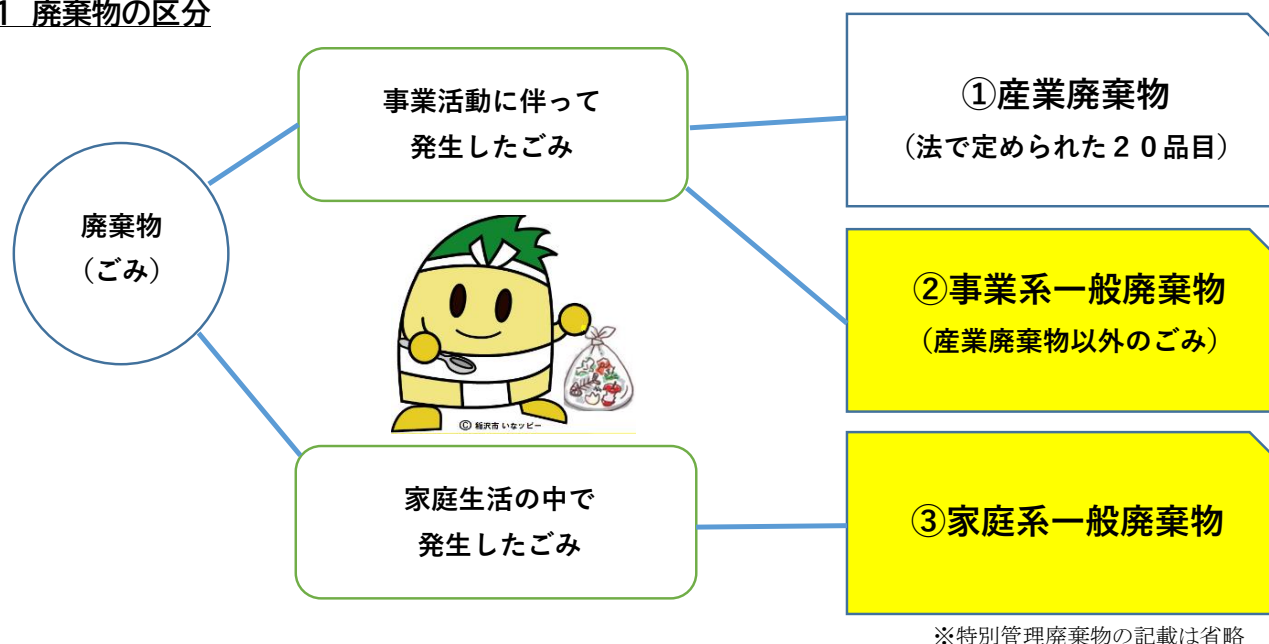 1 廃棄物の区分
事業活動に伴って
発生したごみ
①産業廃棄物
（法で定められた２０品目）
廃棄物
（ごみ）
②事業系一般廃棄物
（産業廃棄物以外のごみ）
Ⓒ 稲沢市 いなッピー
家庭生活の中で
発生したごみ
③家庭系一般廃棄物
※特別管理廃棄物の記載は省略